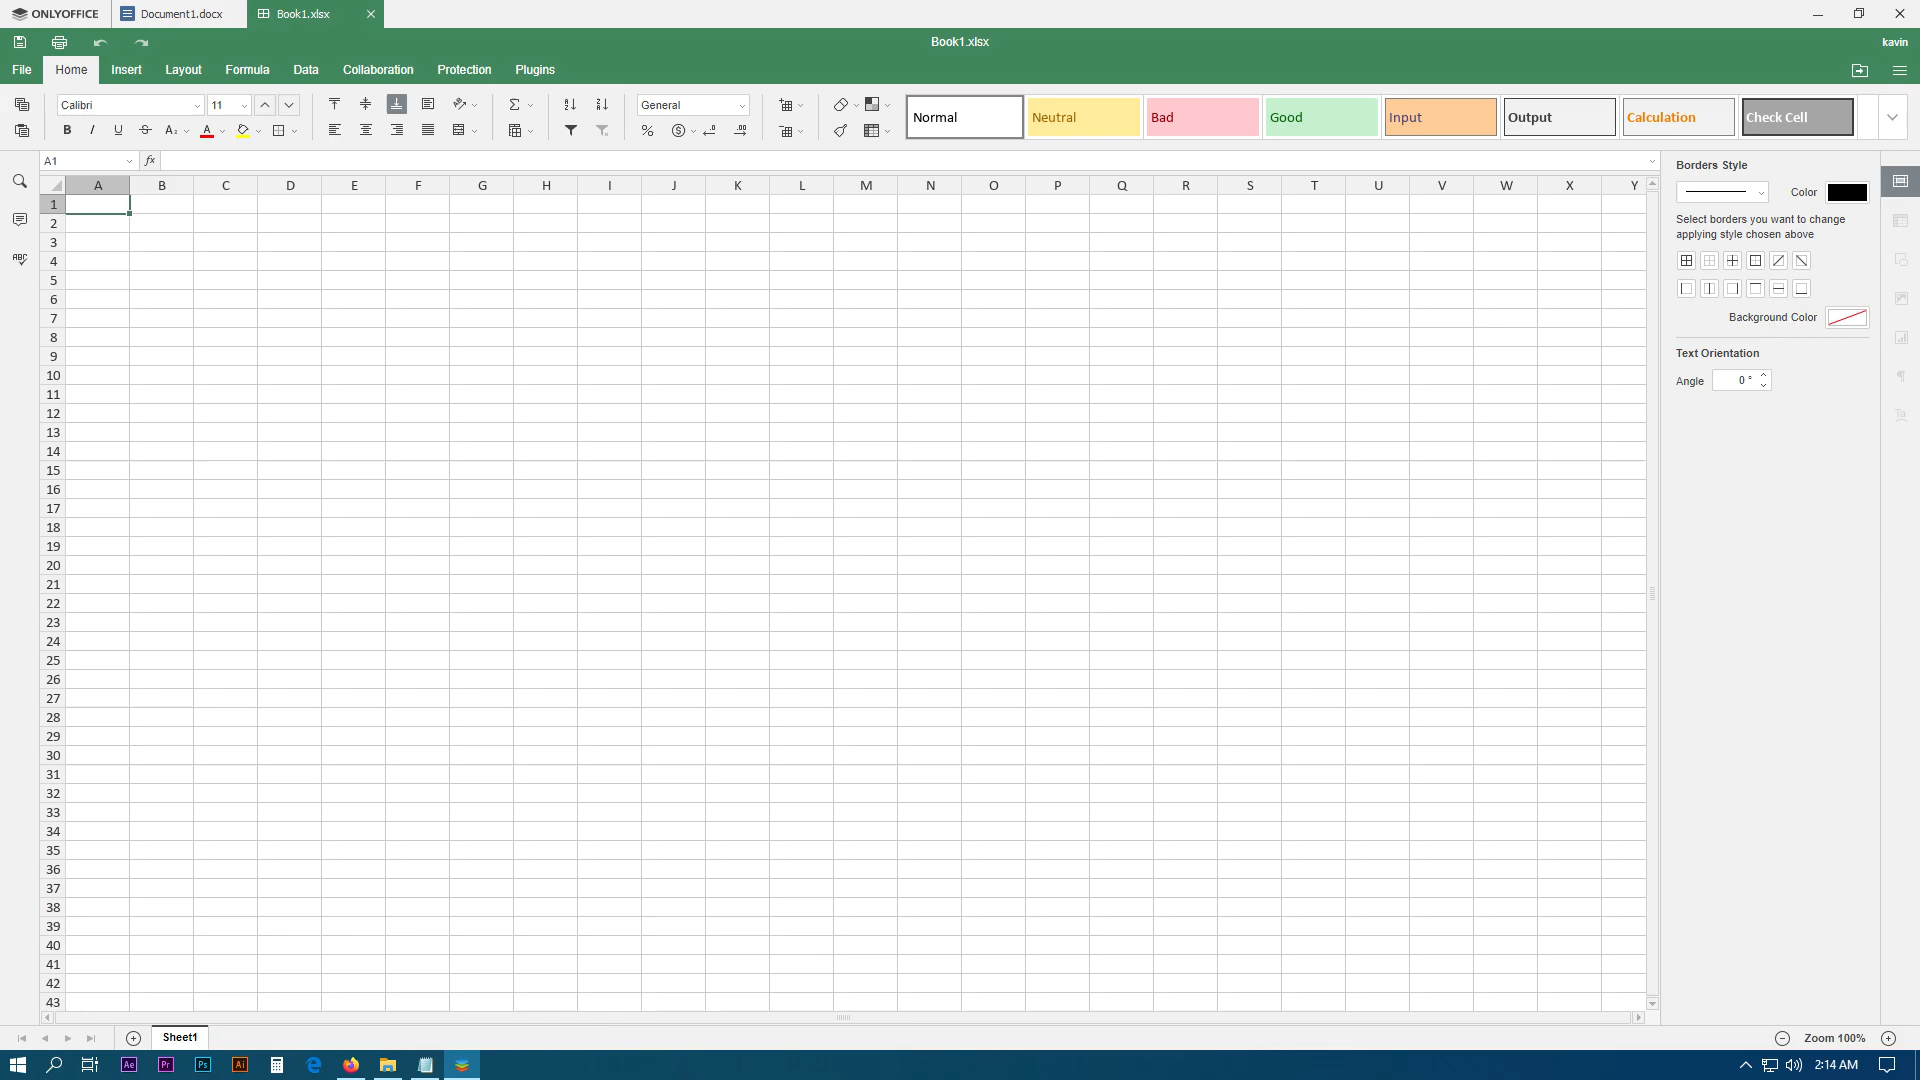 ONLYOFFICE Document1.docx Book1.xlsx
Book1.xlsx kavin
File Home Insert Layout Formula Data Collaboration Protection Plugins
Calibri 11 General Normal Neutral Bad Good Input Output Calculation Check Cell
A1 fx
Borders Style
Color
Select borders you want to change
applying style chosen above
Background Color
Text Orientation
Angle 0 °
A B C D E F G H I J K L M N O P Q R S T U V W X Y
1
2
3
4
5
6
7
8
9
10
11
12
13
14
15
16
17
18
19
20
21
22
23
24
25
26
27
28
29
30
31
32
33
34
35
36
37
38
39
40
41
42
43
Sheet1 Zoom 100%
Ae Pr Ps Ai 2:14 AM